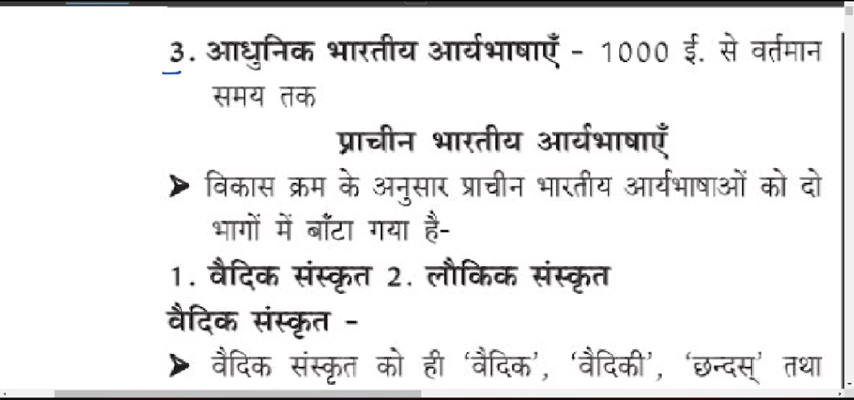 3. आधुनिक भारतीय आर्यभाषाएँ - 1000 ई. से वर्तमान
समय तक
प्राचीन भारतीय आर्यभाषाएँ
➤ विकास क्रम के अनुसार प्राचीन भारतीय आर्यभाषाओं को दो
भागों में बाँटा गया है-
1. वैदिक संस्कृत 2. लौकिक संस्कृत
वैदिक संस्कृत -
➤ वैदिक संस्कृत को ही ‘वैदिक’, ‘वैदिकी’, ‘छन्दस्’ तथा